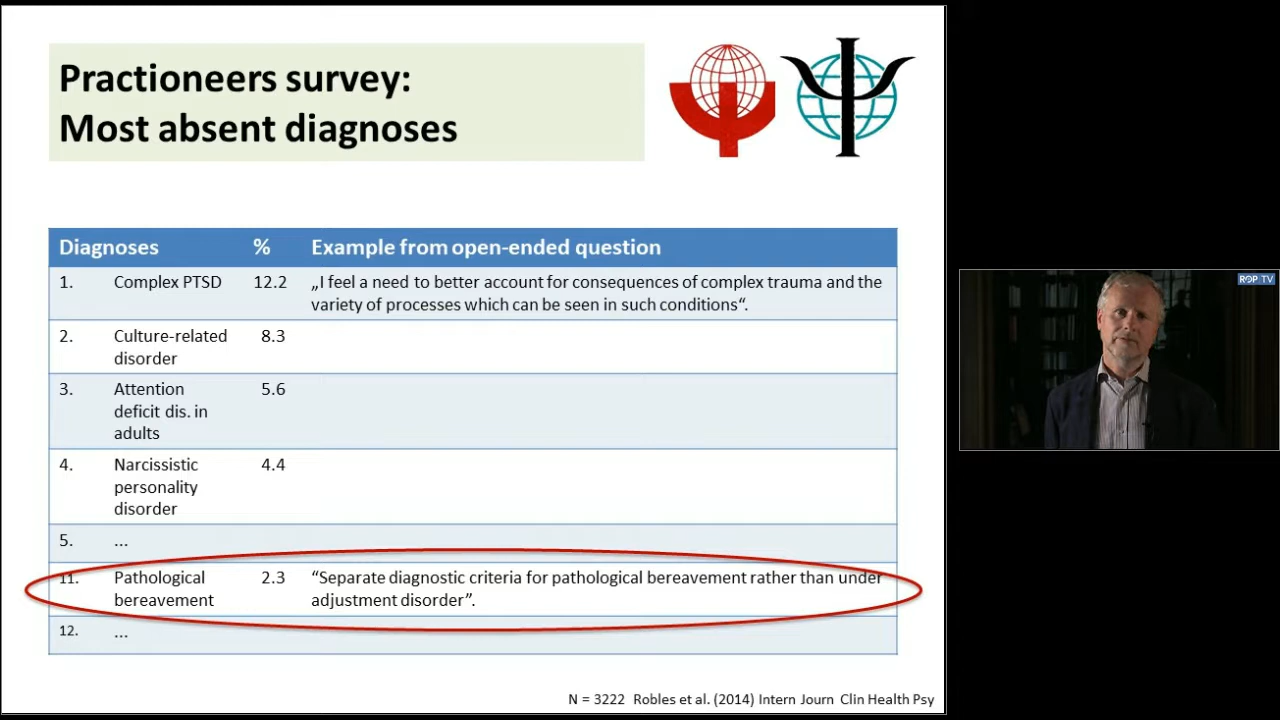 Practioneers survey:
Most absent diagnoses
Diagnoses % Example from open-ended question
1. Complex PTSD 12.2 „I feel a need to better account for consequences of complex trauma and the
variety of processes which can be seen in such conditions“.
2. Culture-related 8.3
disorder
3. Attention 5.6
deficit dis. in
adults
4. Narcissistic 4.4
personality
disorder
5. ...
11. Pathological 2.3 “Separate diagnostic criteria for pathological bereavement rather than under
bereavement adjustment disorder”.
12. ...
N = 3222 Robles et al. (2014) Intern Journ Clin Health Psy
ROP TV